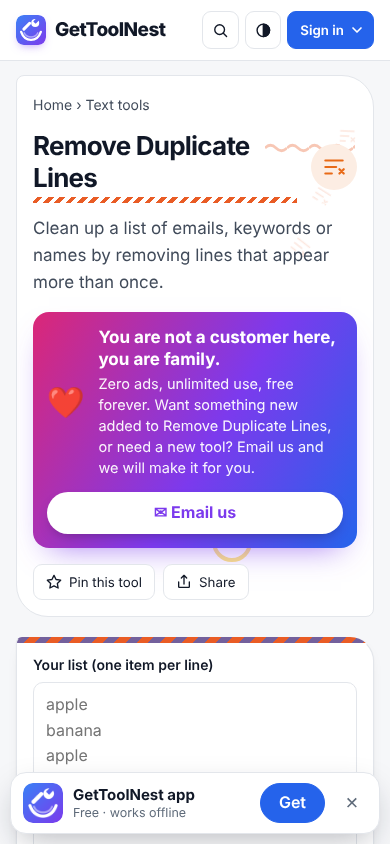 GetToolNest
Sign in
Home › Text tools
Remove Duplicate
Lines
Clean up a list of emails, keywords or
names by removing lines that appear
more than once.
You are not a customer here,
you are family.
Zero ads, unlimited use, free
forever. Want something new
added to Remove Duplicate Lines,
or need a new tool? Email us and
we will make it for you.
✉ Email us
Pin this tool
Share
Your list (one item per line)
apple
banana
apple
GetToolNest app
Free · works offline
Get